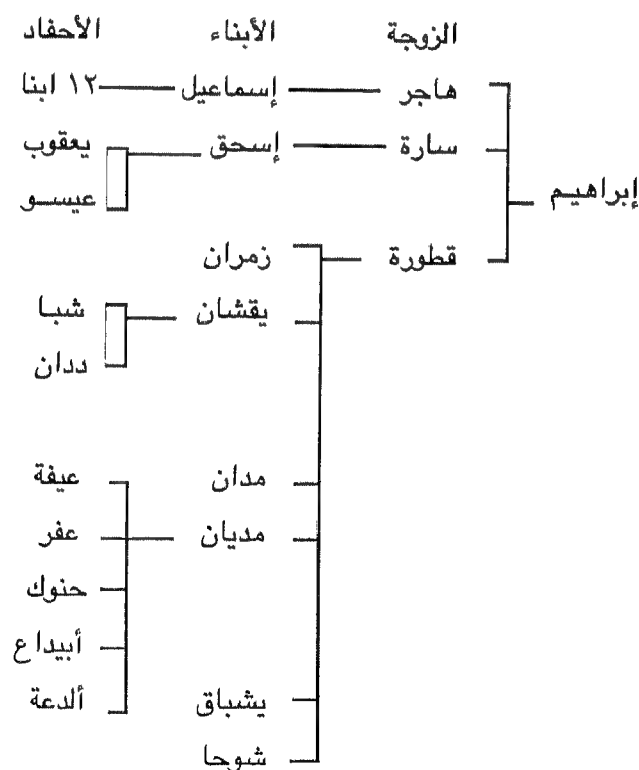 الزوجة الأبناء الأحفاد
هاجر إسماعيل ١٢ ابنا
سارة إسحق يعقوب
عيسو
إبراهيم
قطورة زمران
يقشان شبا
ددان
مدان عيفة
مديان عفر
حنوك
أبيداع
يشباق ألدعة
شوحا